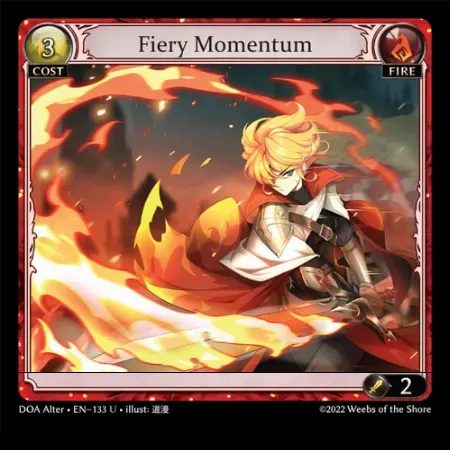 3
COST
Fiery Momentum
FIRE
2
DOA Alter • EN-133 U • illust: 道漫
©2022 Weebs of the Shore